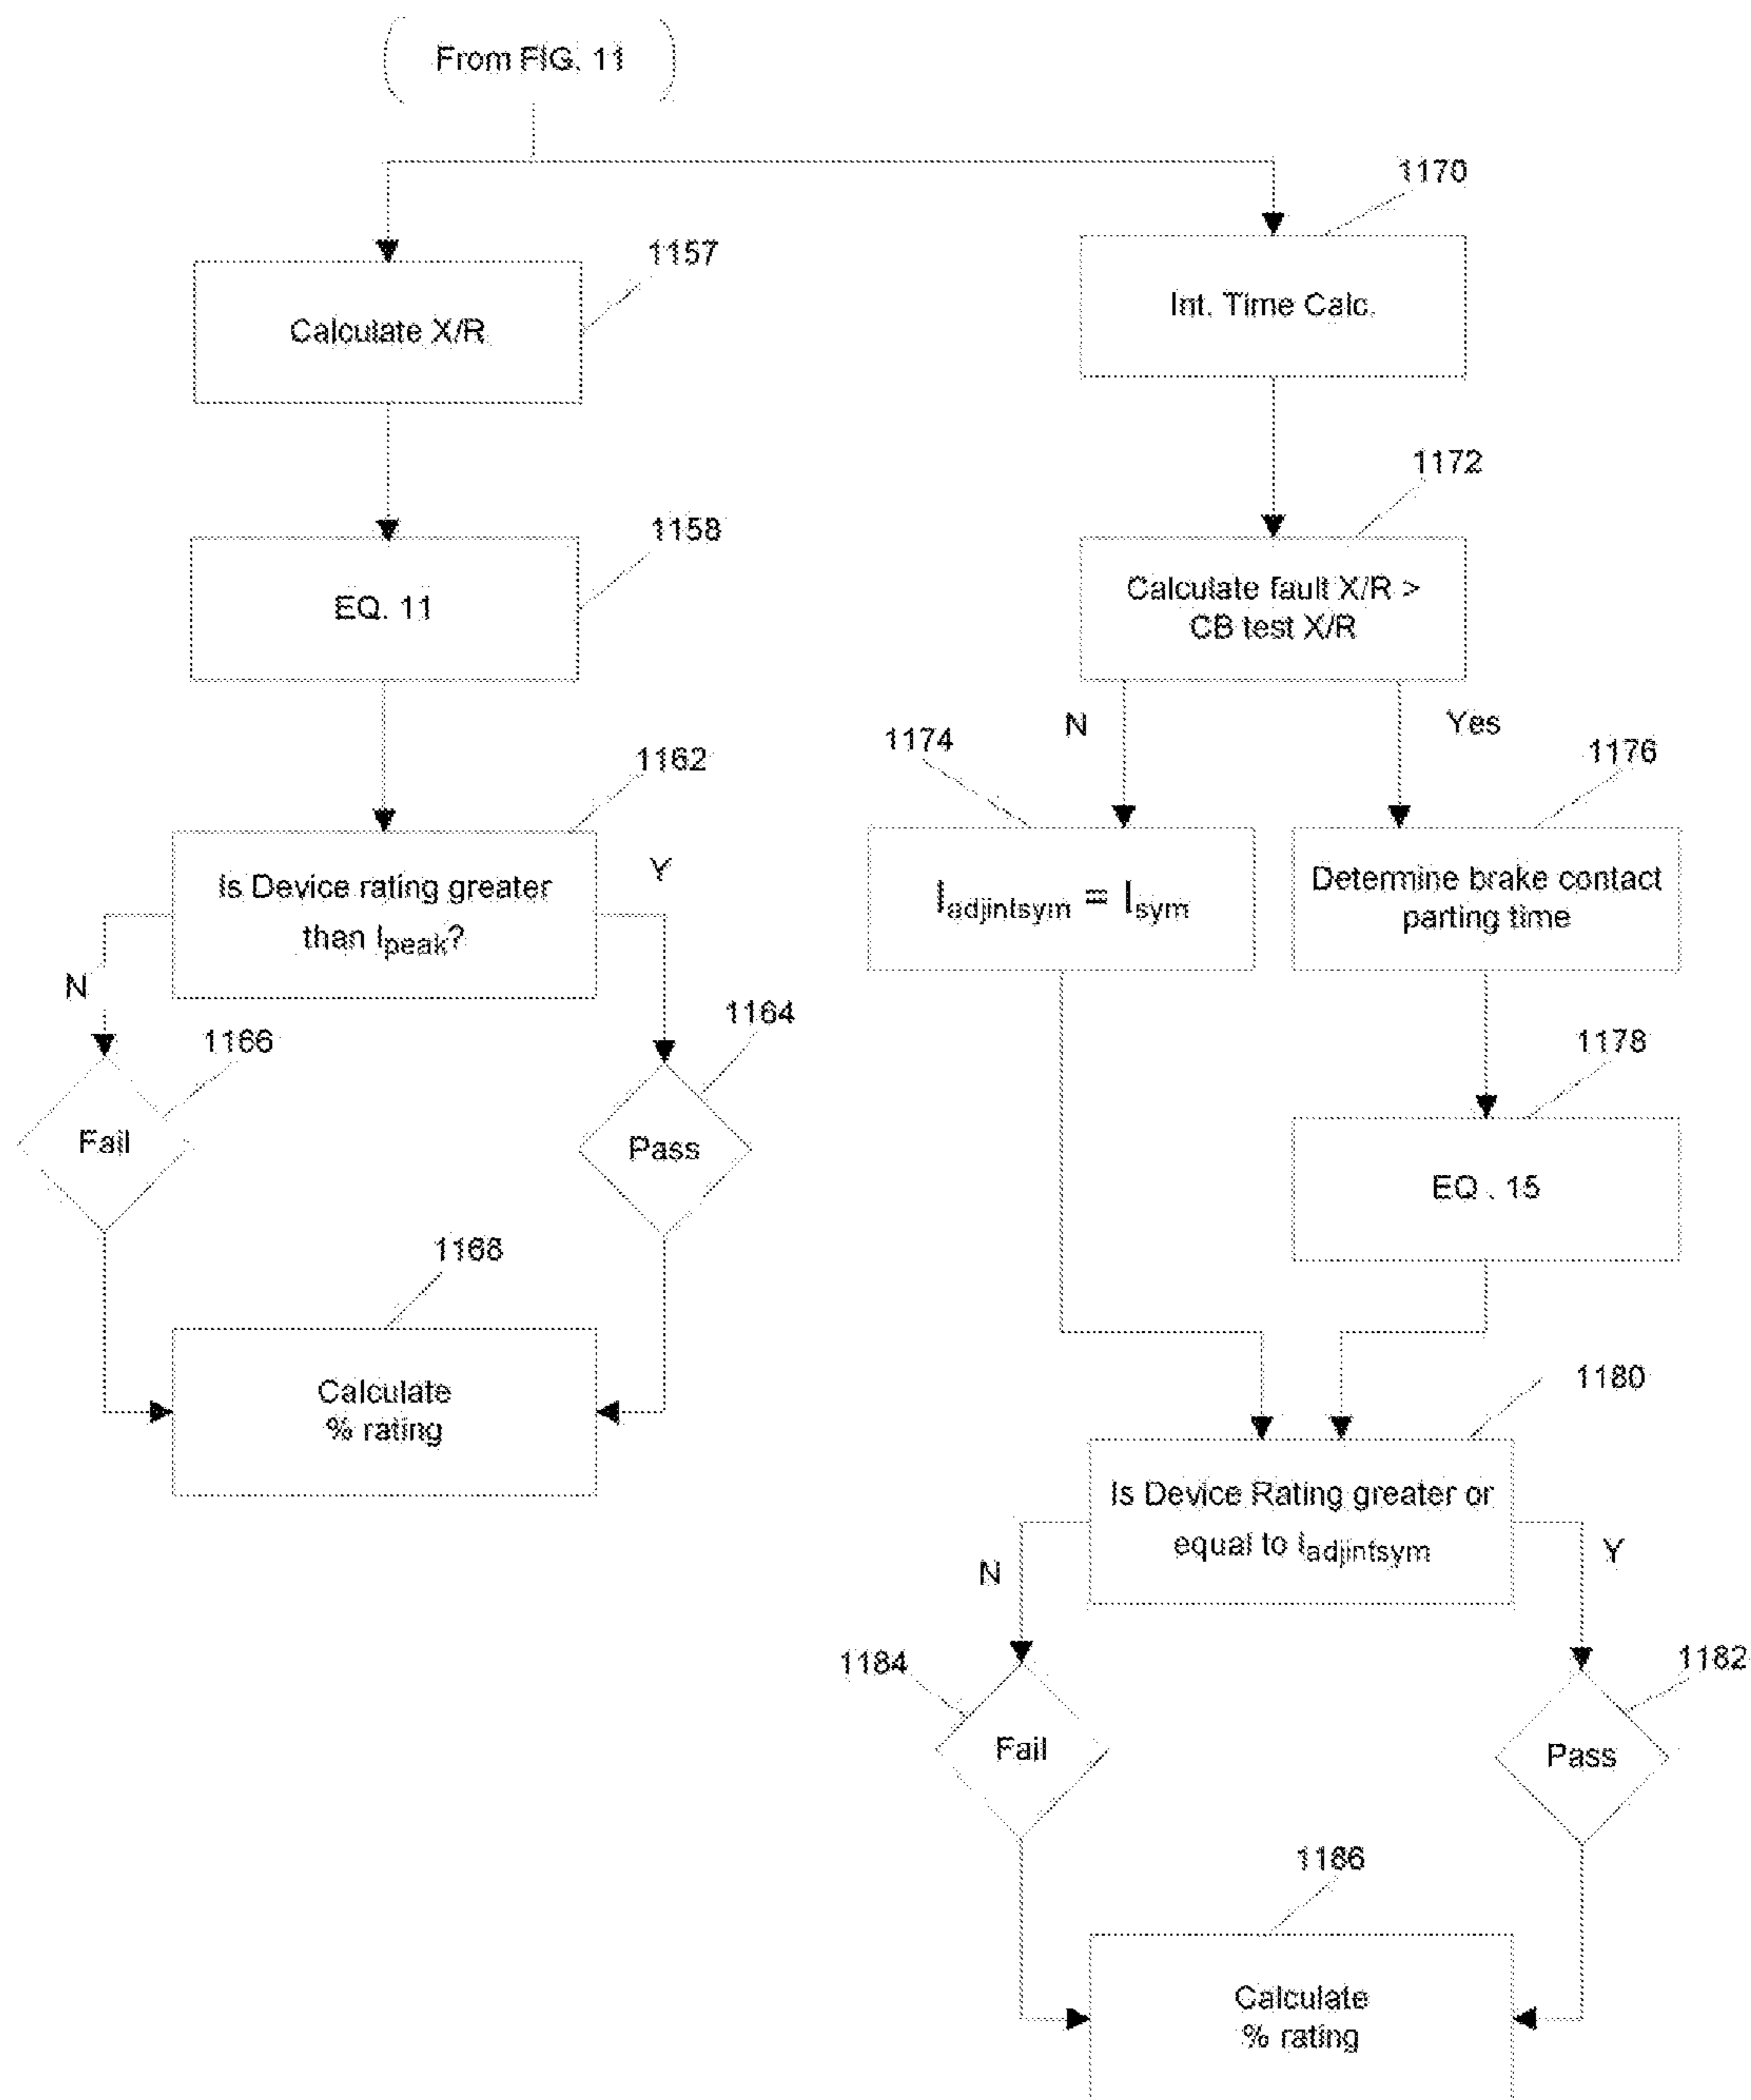 From FIG. 11
1170
1157
Int. Time Calc.
Calculate X/R
1172
1158
Calculate fault X/R >
CB test X/R
EQ. 11
N
Yes
1174
1162
1176
Is Device rating greater
than Ipeak?
Y
N
Iadjintsym = Isym
Determine brake contact
parting time
1164
1166
1178
Fail
Pass
EQ . 15
1168
Calculate
% rating
1180
Is Device Rating greater or
equal to Iadjintsym
N
Y
1184
1182
Fail
Pass
1186
Calculate
% rating